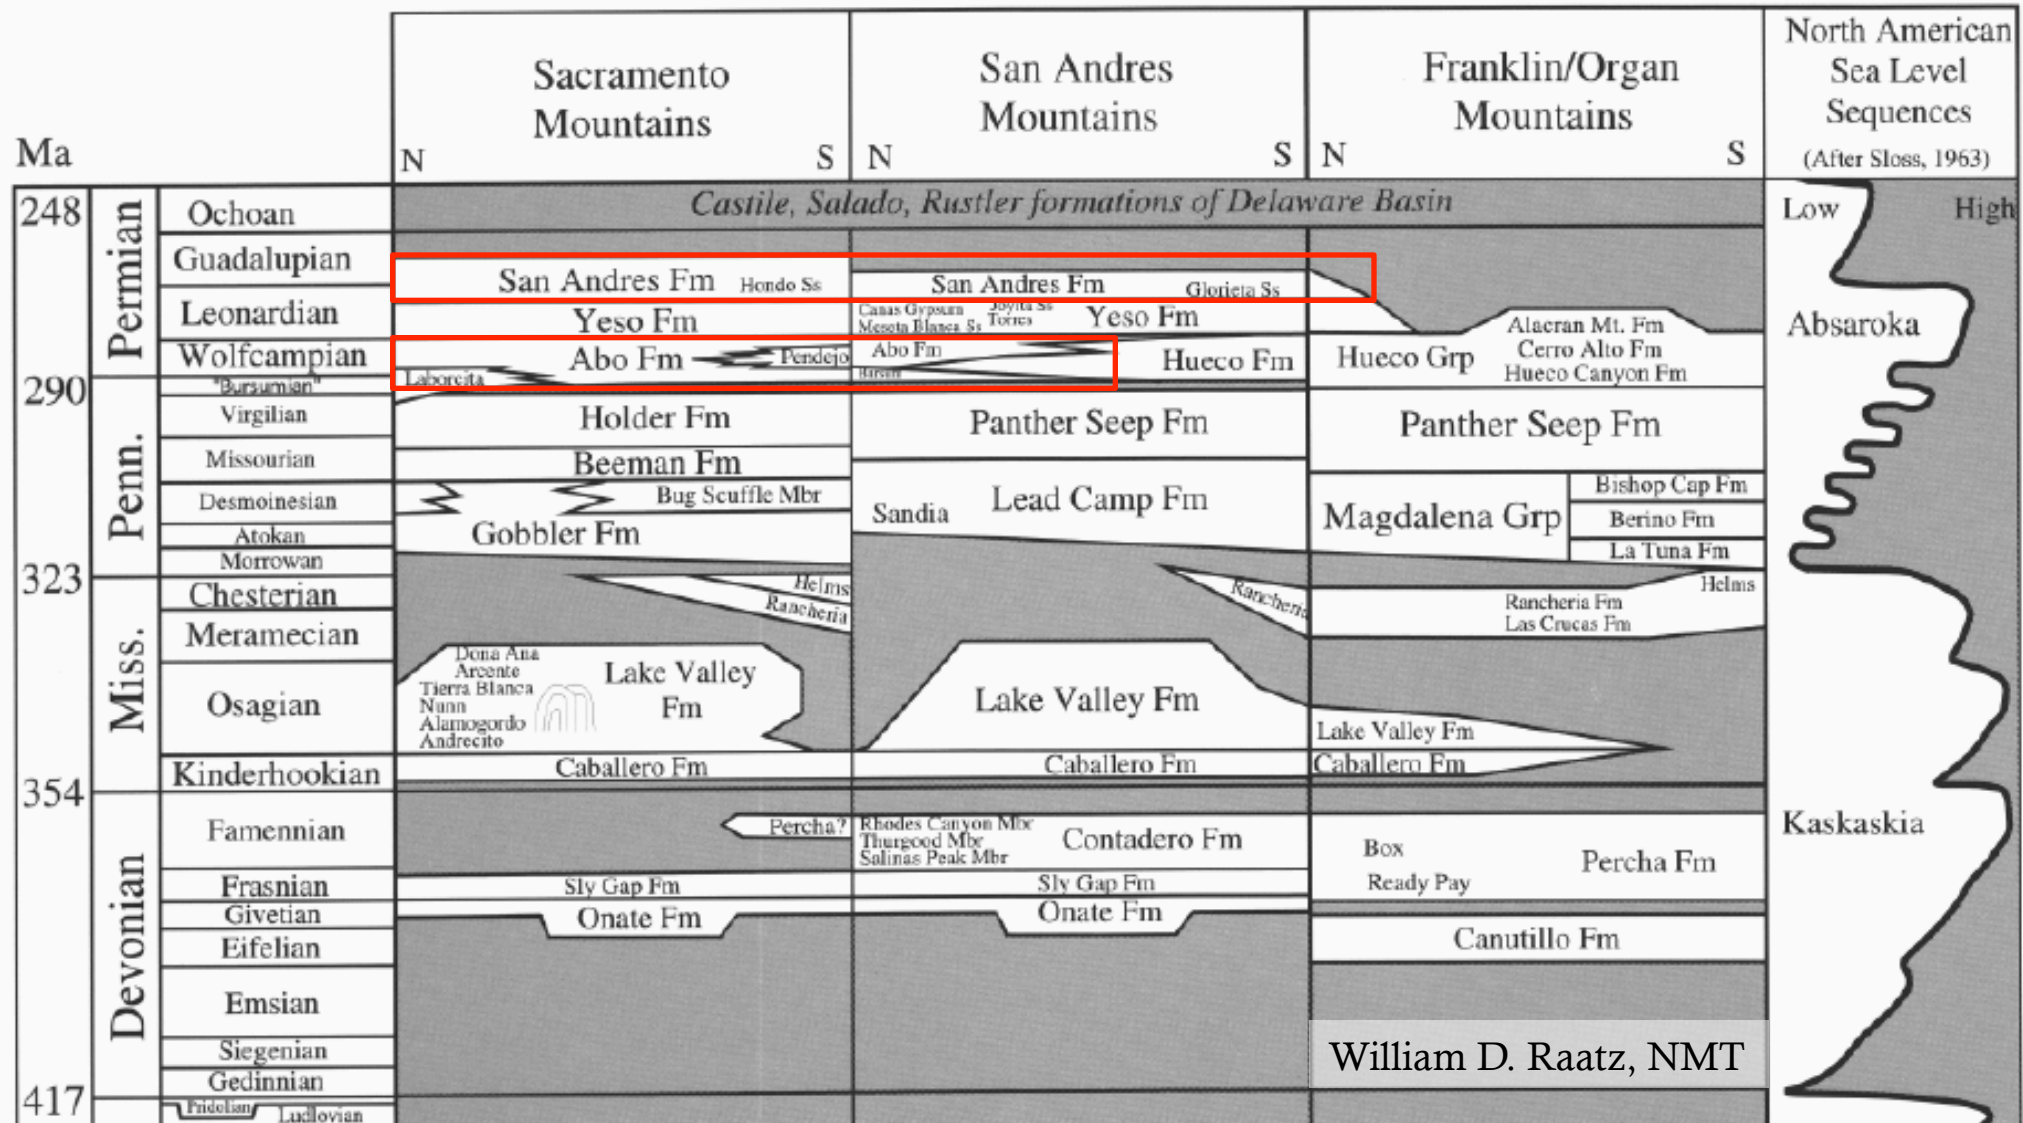 Ma
Sacramento
Mountains
N
S
San Andres
Mountains
N
S
Franklin/Organ
Mountains
N
S
North American
Sea Level
Sequences
(After Sloss, 1963)
248
290
323
354
417
Permian
Penn.
Miss.
Devonian
Ochoan
Guadalupian
Leonardian
Wolfcampian
"Bursumian"
Virgilian
Missourian
Desmoinesian
Atokan
Morrowan
Chesterian
Meramecian
Osagian
Kinderhookian
Famennian
Frasnian
Givetian
Eifelian
Emsian
Siegenian
Gedinnian
Pridolian
Ludlovian
Castile, Salado, Rustler formations of Delaware Basin
San Andres Fm
Hondo Ss
Yeso Fm
Abo Fm
Pendejo
Laborcita
Holder Fm
Beeman Fm
Bug Scuffle Mbr
Gobbler Fm
Helms
Rancheria
Dona Ana
Arcente
Tierra Blanca
Nunn
Alamogordo
Andrecito
Lake Valley
Fm
Caballero Fm
Percha?
Sly Gap Fm
Onate Fm
San Andres Fm
Glorieta Ss
Canas Gypsum
Mesota Blanca Ss
Joyita Ss
Torres
Yeso Fm
Abo Fm
Hueco Fm
Panther Seep Fm
Lead Camp Fm
Sandia
Rancheria
Lake Valley Fm
Caballero Fm
Rhodes Canyon Mbr
Thurgood Mbr
Salinas Peak Mbr
Contadero Fm
Sly Gap Fm
Onate Fm
Hueco Grp
Alacran Mt. Fm
Cerro Alto Fm
Hueco Canyon Fm
Panther Seep Fm
Magdalena Grp
Bishop Cap Fm
Berino Fm
La Tuna Fm
Helms
Rancheria Fm
Las Crucas Fm
Lake Valley Fm
Caballero Fm
Box
Ready Pay
Percha Fm
Canutillo Fm
William D. Raatz, NMT
Low
High
Absaroka
Kaskaskia